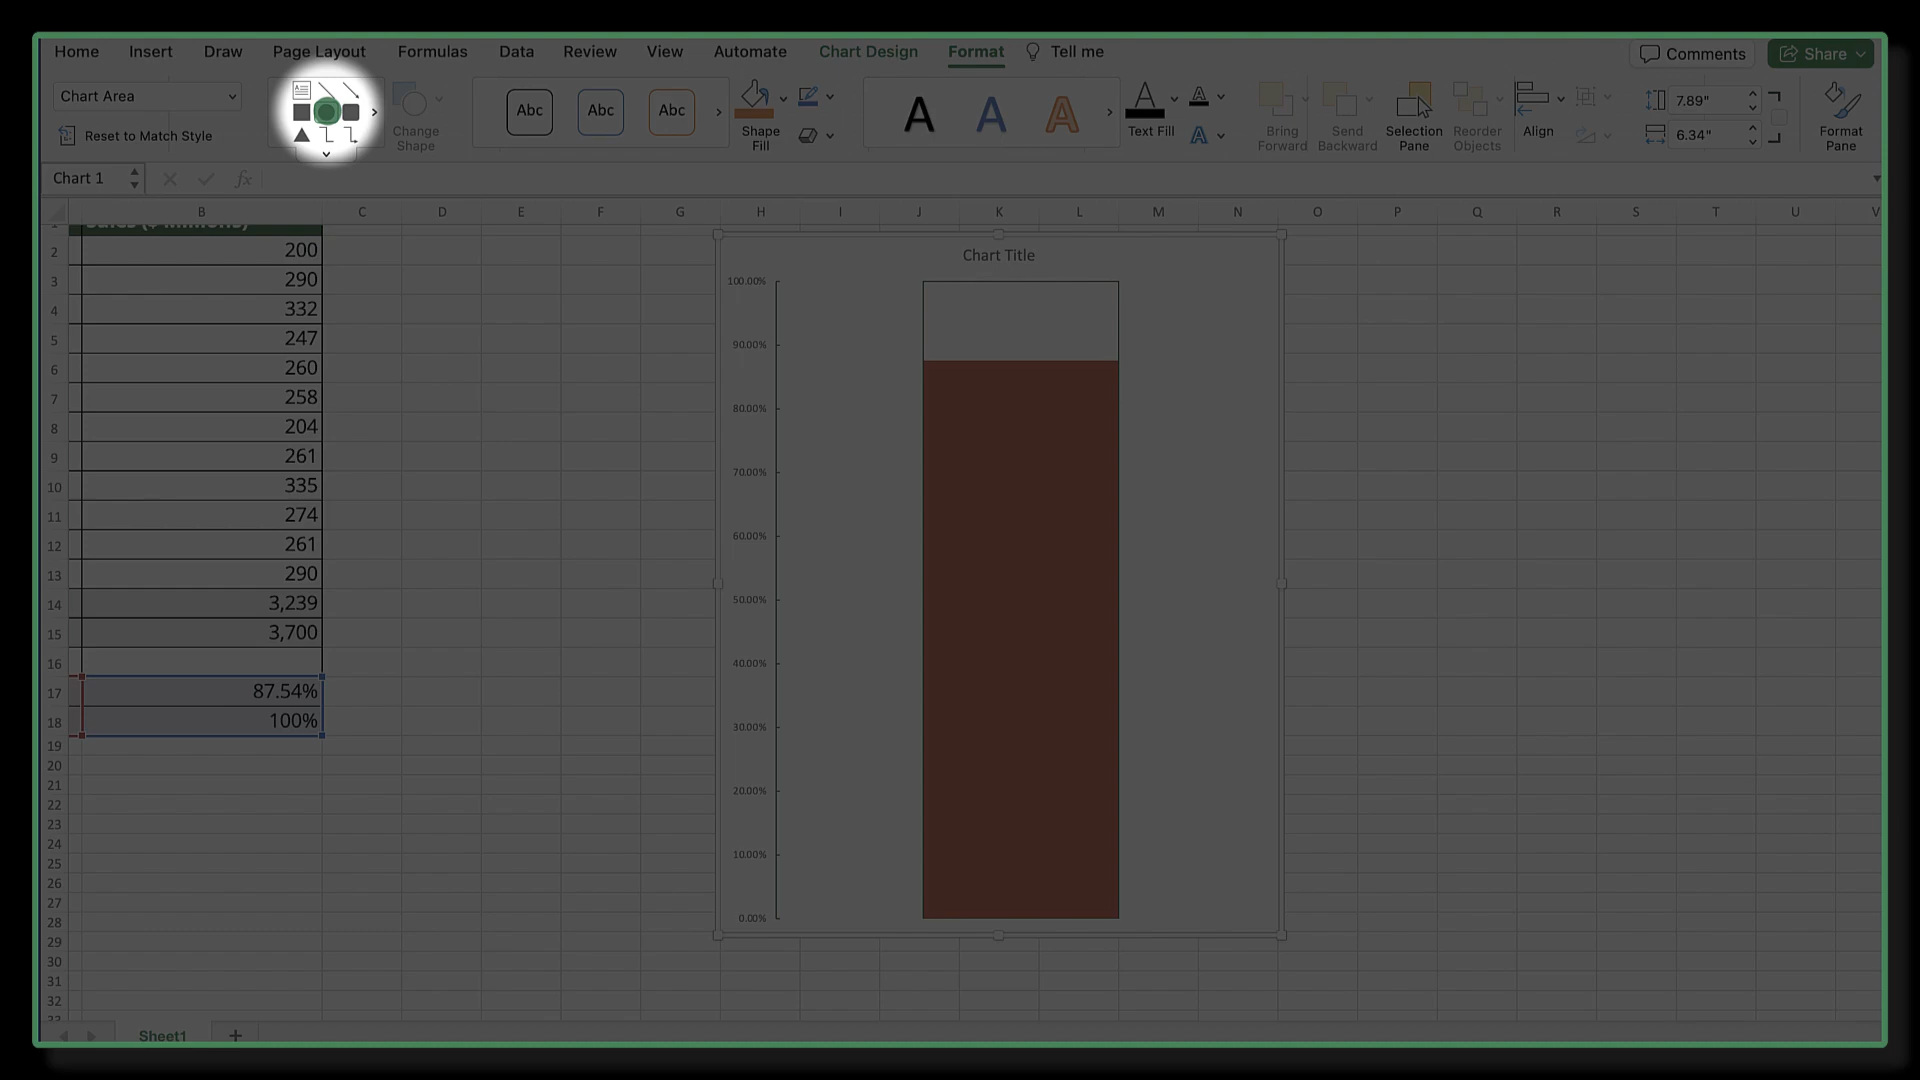 Home Insert Draw Page Layout Formulas Data Review View Automate Chart Design Format Tell me Comments Share
Chart Area
Reset to Match Style
Change Shape
Abc Abc Abc
Shape Fill
A A A
Text Fill
Bring Forward
Send Backward
Selection Pane
Reorder Objects
Align
7.89"
6.34"
Format Pane
Chart 1 fx
B C D E F G H I J K L M N O P Q R S T U V
1 Sales ($ Millions)
2 200
3 290
4 332
5 247
6 260
7 258
8 204
9 261
10 335
11 274
12 261
13 290
14 3,239
15 3,700
16
17 87.54%
18 100%
19
20
21
22
23
24
25
26
27
28
29
30
31
32
33
Chart Title
100.00%
90.00%
80.00%
70.00%
60.00%
50.00%
40.00%
30.00%
20.00%
10.00%
0.00%
Sheet1 +